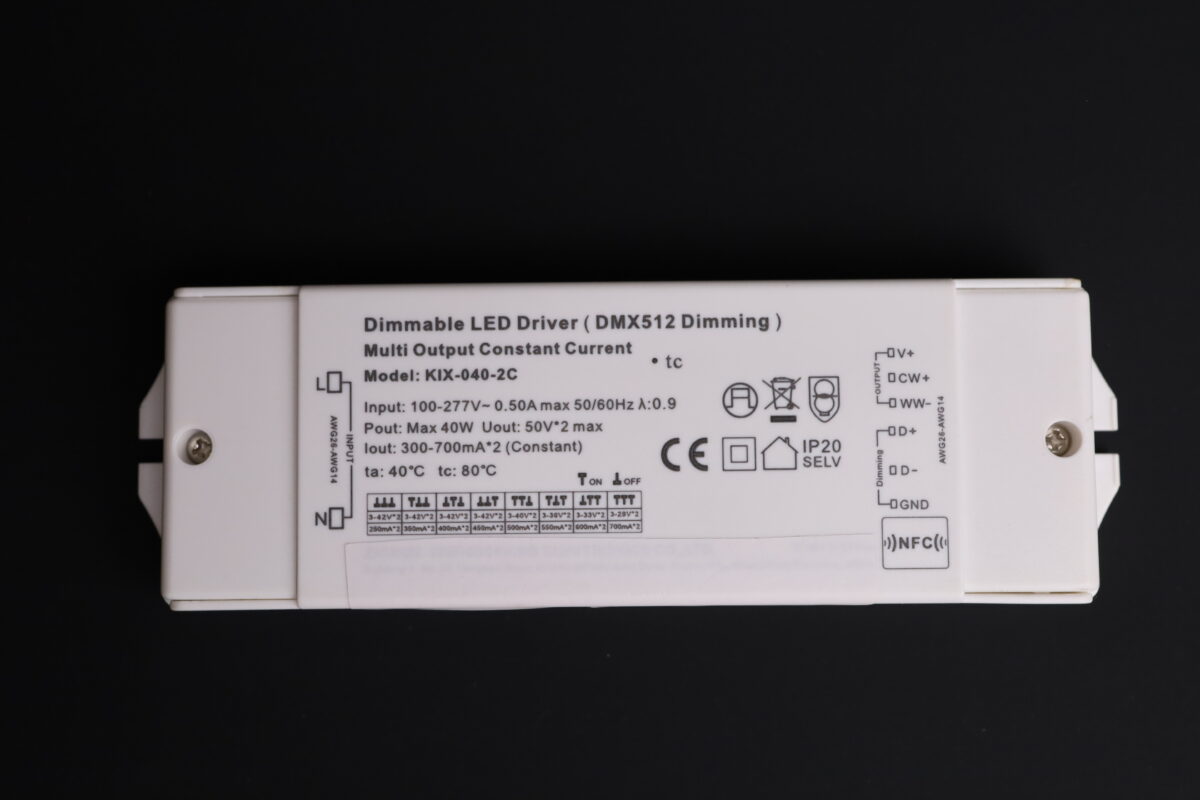 Dimmable LED Driver ( DMX512 Dimming )
Multi Output Constant Current
• tc
Model: KIX-040-2C
Input: 100-277V~ 0.50A max 50/60Hz λ:0.9
Pout: Max 40W Uout: 50V*2 max
Iout: 300-700mA*2 (Constant)
ta: 40°C tc: 80°C
ON OFF
3-42V*2 3-42V*2 3-42V*2 3-42V*2 3-40V*2 3-36V*2 3-33V*2 3-28V*2
250mA*2 350mA*2 400mA*2 450mA*2 500mA*2 550mA*2 600mA*2 700mA*2
L
N
INPUT
AWG26-AWG14
CE
IP20
SELV
OUTPUT
V+
CW+
WW-
Dimming
D+
D-
GND
AWG26-AWG14
NFC